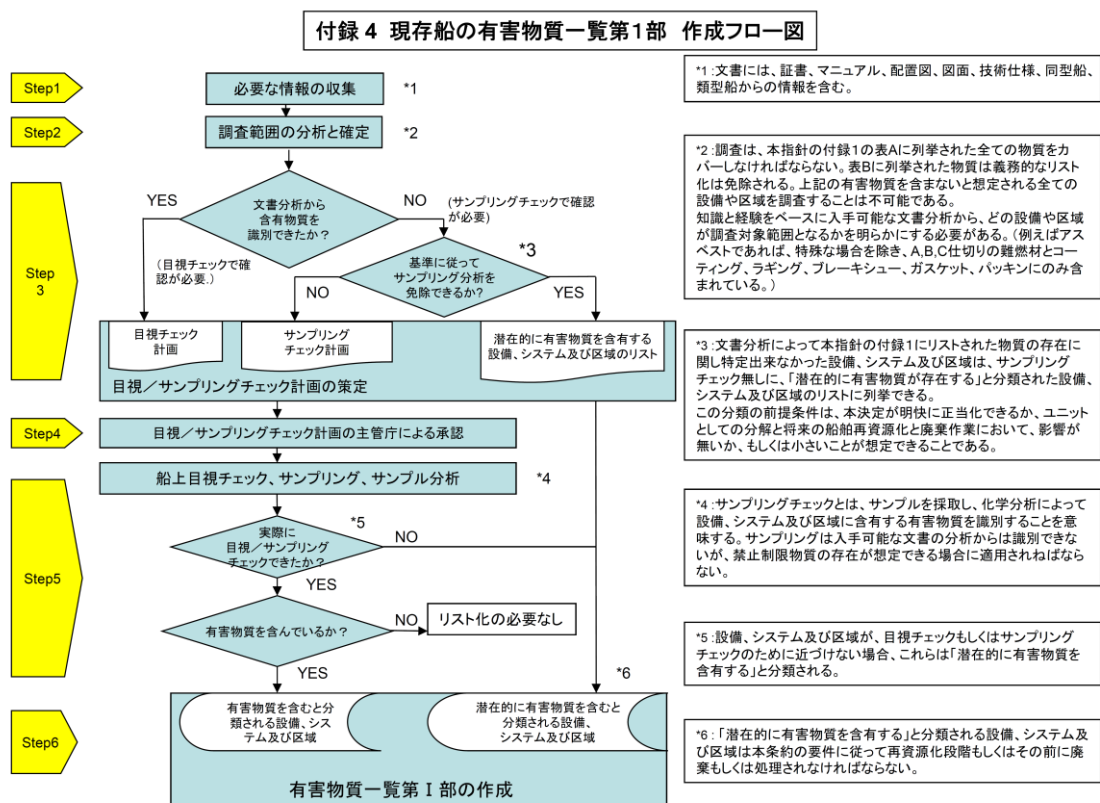 付録 4 現存船の有害物質一覧第1部 作成フロー図
Step1
必要な情報の収集
*1
Step2
調査範囲の分析と確定
*2
Step
3
YES
文書分析から
含有物質を
識別できたか？
NO
(サンプリングチェックで確認
が必要)
(目視チェックで確
認が必要.)
*3
基準に従って
サンプリング分析を
免除できるか?
NO
YES
目視チェック
計画
サンプリング
チェック計画
潜在的に有害物質を含有する
設備、システム及び区域のリスト
目視／サンプリングチェック計画の策定
Step4
目視／サンプリングチェック計画の主管庁による承認
船上目視チェック、サンプリング、サンプル分析
*4
Step5
実際に
目視／サンプリング
チェックできたか？
*5
NO
YES
有害物質を含んでいるか？
NO
リスト化の必要なし
YES
*6
Step6
有害物質を含むと分
類される設備、シス
テム及び区域
潜在的に有害物質を含むと
分類される設備、
システム及び区域
有害物質一覧第Ⅰ部の作成
*1 :文書には、証書、マニュアル、配置図、図面、技術仕様、同型船、
類型船からの情報を含む。
*2 :調査は、本指針の付録1の表Aに列挙された全ての物質をカ
バーしなければならない。表Bに列挙された物質は義務的なリスト
化は免除される。上記の有害物質を含まないと想定される全ての
設備や区域を調査することは不可能である。
知識と経験をベースに入手可能な文書分析から、どの設備や区域
が調査対象範囲となるかを明らかにする必要がある。(例えばアス
ベストであれば、特殊な場合を除き、A,B,C仕切りの難燃材とコー
ティング、ラギング、ブレーキシュー、ガスケット、パッキンにのみ含
まれている。)
*3 :文書分析によって本指針の付録1にリストされた物質の存在に
関し特定出来なかった設備、システム及び区域は、サンプリング
チェック無しに、「潜在的に有害物質が存在する」と分類された設備、
システム及び区域のリストに列挙できる。
この分類の前提条件は、本決定が明快に正当化できるか、ユニット
としての分解と将来の船舶再資源化と廃棄作業において、影響が
無いか、もしくは小さいことが想定できることである。
*4 :サンプリングチェックとは、サンプルを採取し、化学分析によって
設備、システム及び区域に含有する有害物質を識別することを意
味する。サンプリングは入手可能な文書の分析からは識別できな
いが、禁止制限物質の存在が想定できる場合に適用されねばなら
ない。
*5 :設備、システム及び区域が、目視チェックもしくはサンプリング
チェックのために近づけない場合、これらは「潜在的に有害物質を
含有する」と分類される。
*6 :「潜在的に有害物質を含有する」と分類される設備、システム及
び区域は本条約の要件に従って再資源化段階もしくはその前に廃
棄もしくは処理されなければならない。